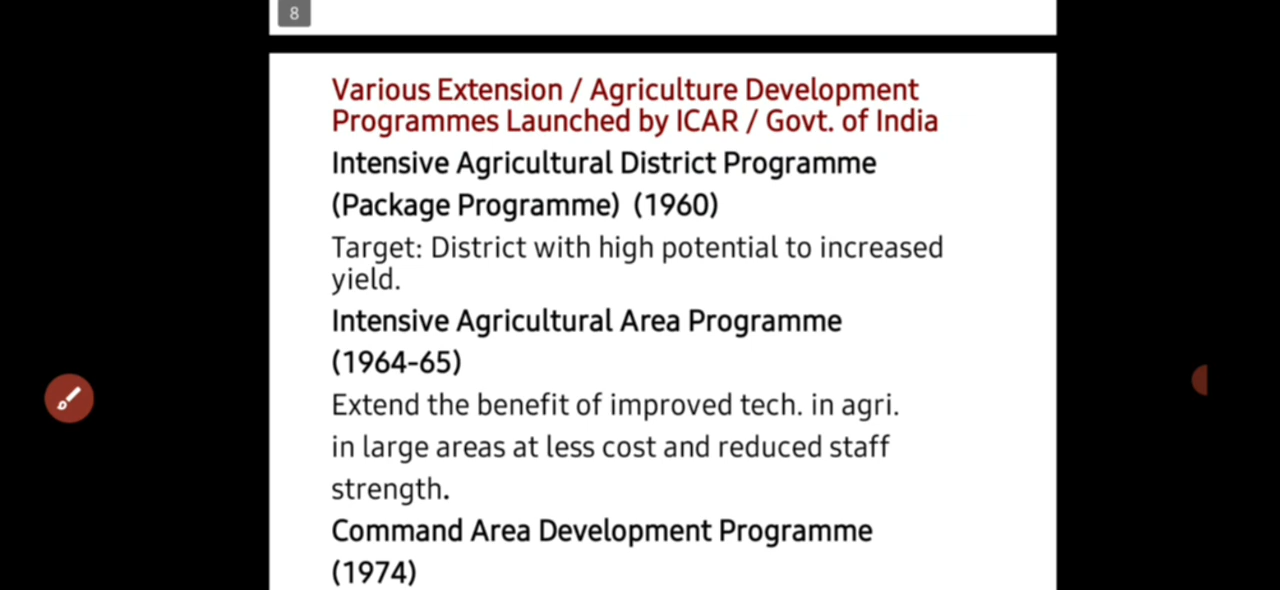 8
Various Extension / Agriculture Development
Programmes Launched by ICAR / Govt. of India
Intensive Agricultural District Programme
(Package Programme) (1960)
Target: District with high potential to increased
yield.
Intensive Agricultural Area Programme
(1964-65)
Extend the benefit of improved tech. in agri.
in large areas at less cost and reduced staff
strength.
Command Area Development Programme
(1974)